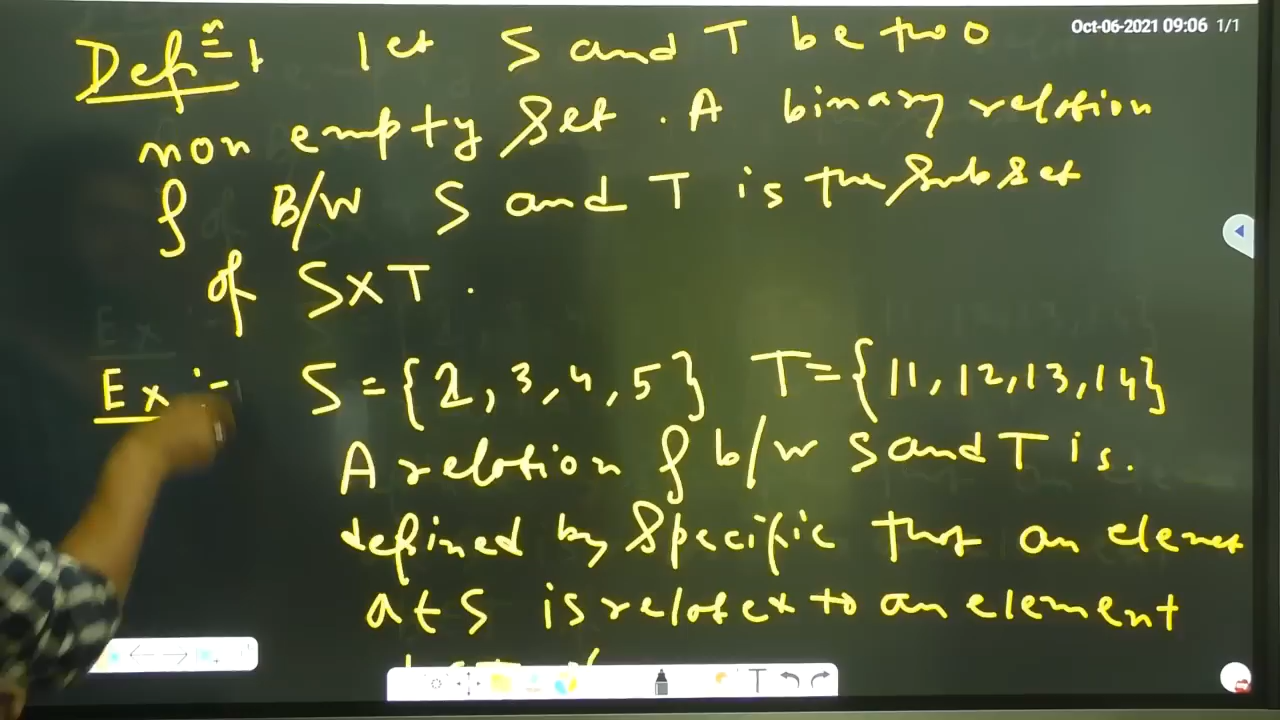 Oct-06-2021 09:06 1/1
Defⁿ:- let S and T be two
non empty set. A binary relation
ρ B/W S and T is the subset
of S×T.
Ex :- S={2,3,4,5} T={11,12,13,14}
A relation ρ b/w S and T is.
defined by specific that an element
a ∈ S is related to an element